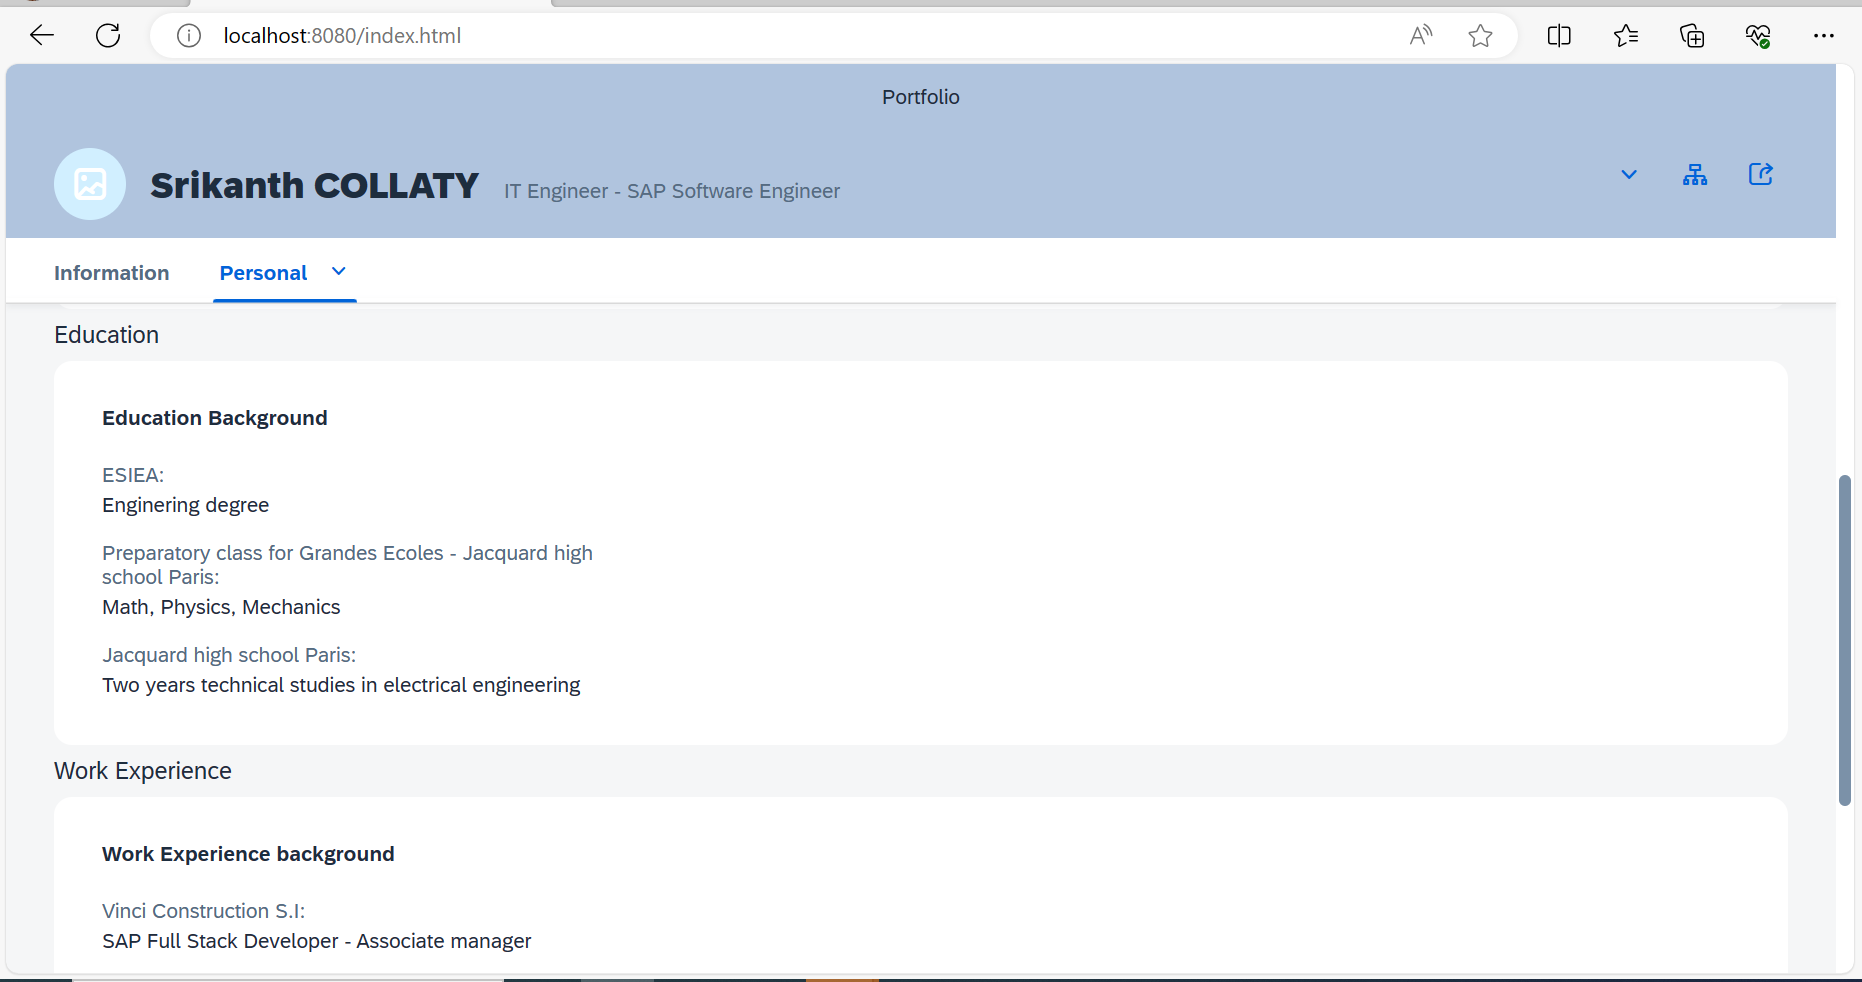 localhost:8080/index.html
Portfolio
Srikanth COLLATY IT Engineer - SAP Software Engineer
Information Personal
Education
Education Background
ESIEA:
Enginering degree
Preparatory class for Grandes Ecoles - Jacquard high
school Paris:
Math, Physics, Mechanics
Jacquard high school Paris:
Two years technical studies in electrical engineering
Work Experience
Work Experience background
Vinci Construction S.I:
SAP Full Stack Developer - Associate manager